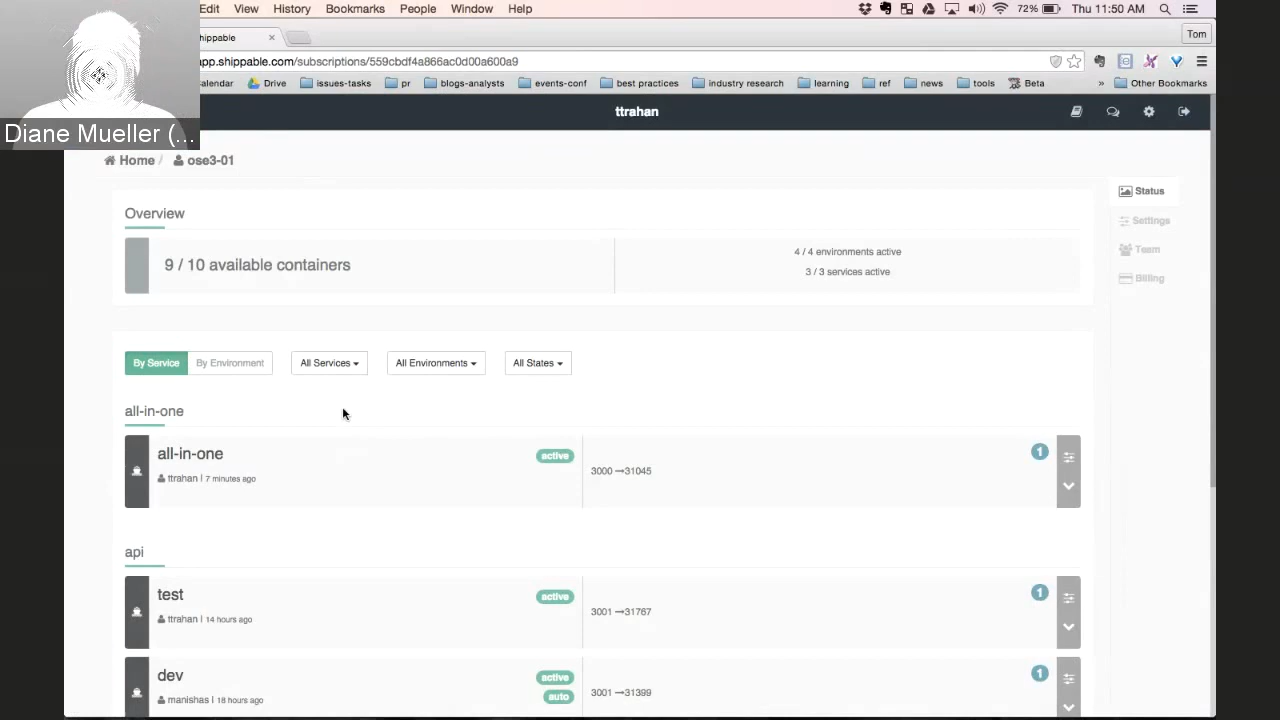 Edit View History Bookmarks People Window Help 72% Thu 11:50 AM
hippable × Tom
app.shippable.com/subscriptions/559cbdf4a866ac0d00a600a9
alendar Drive issues-tasks pr blogs-analysts events-conf best practices industry research learning ref news tools Beta » Other Bookmarks
Diane Mueller (...
ttrahan
Home / ose3-01
Status
Settings
Team
Billing
Overview
9 / 10 available containers
4 / 4 environments active
3 / 3 services active
By Service By Environment All Services All Environments All States
all-in-one
all-in-one active 3000 →31045 1
ttrahan | 7 minutes ago
api
test active 3001 →31767 1
ttrahan | 14 hours ago
dev active 3001 →31399 1
manishas | 18 hours ago auto